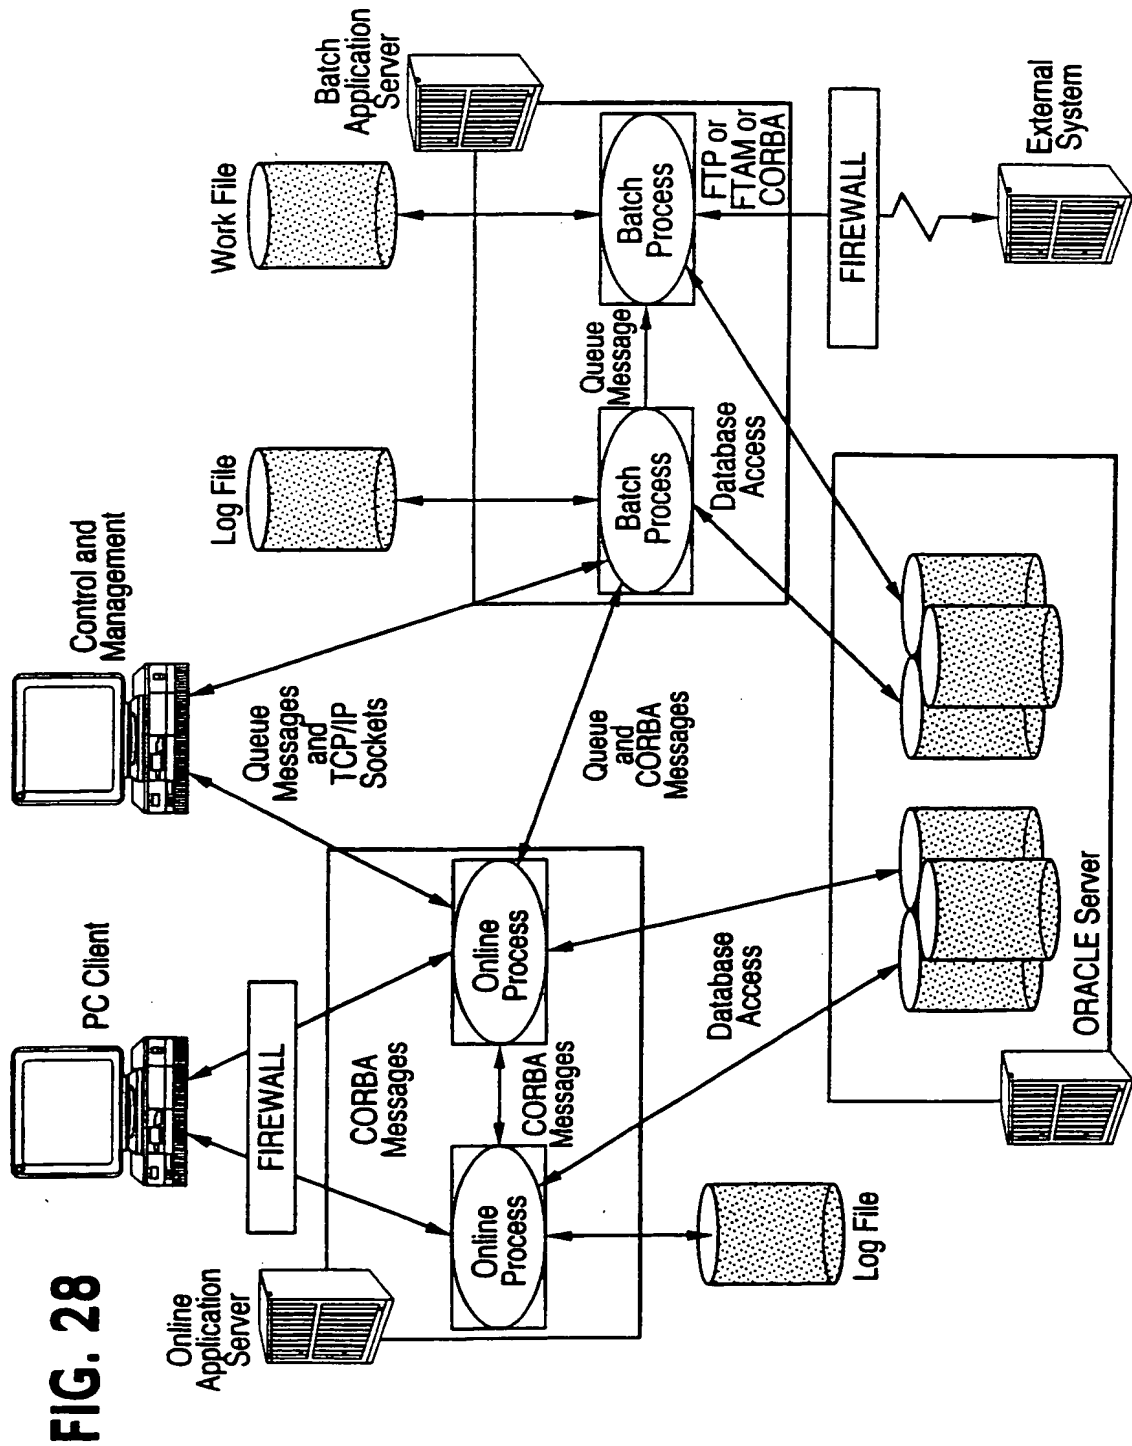 FIG. 28
PC Client
Control and
Management
Online
Application
Server
FIREWALL
CORBA
Messages
Online
Process
CORBA
Messages
Online
Process
Log File
Queue
Messages
and
TCP/IP
Sockets
Queue
and
CORBA
Messages
Database
Access
ORACLE Server
Log File
Work File
Batch
Application
Server
Batch
Process
Queue
Message
Batch
Process
Database
Access
FTP or
FTAM or
CORBA
FIREWALL
External
System